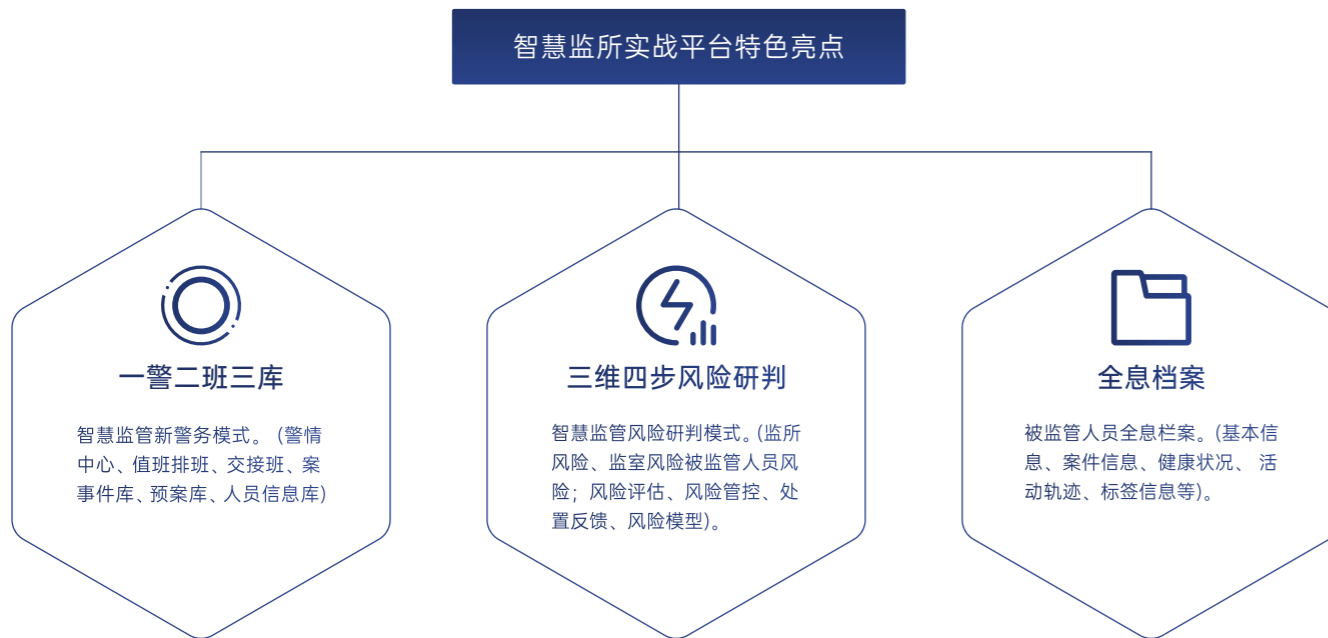 智慧监所实战平台特色亮点
一警二班三库
智慧监管新警务模式。（警情
中心、值班排班、交接班、案
事件库、预案库、人员信息库)
三维四步风险研判
智慧监管风险研判模式。(监所
风险、监室风险被监管人员风
险；风险评估、风险管控、处
置反馈、风险模型)。
全息档案
被监管人员全息栏案。(基本信
息、案件信息、健康状况、 活
动轨迹、标签信息等)。